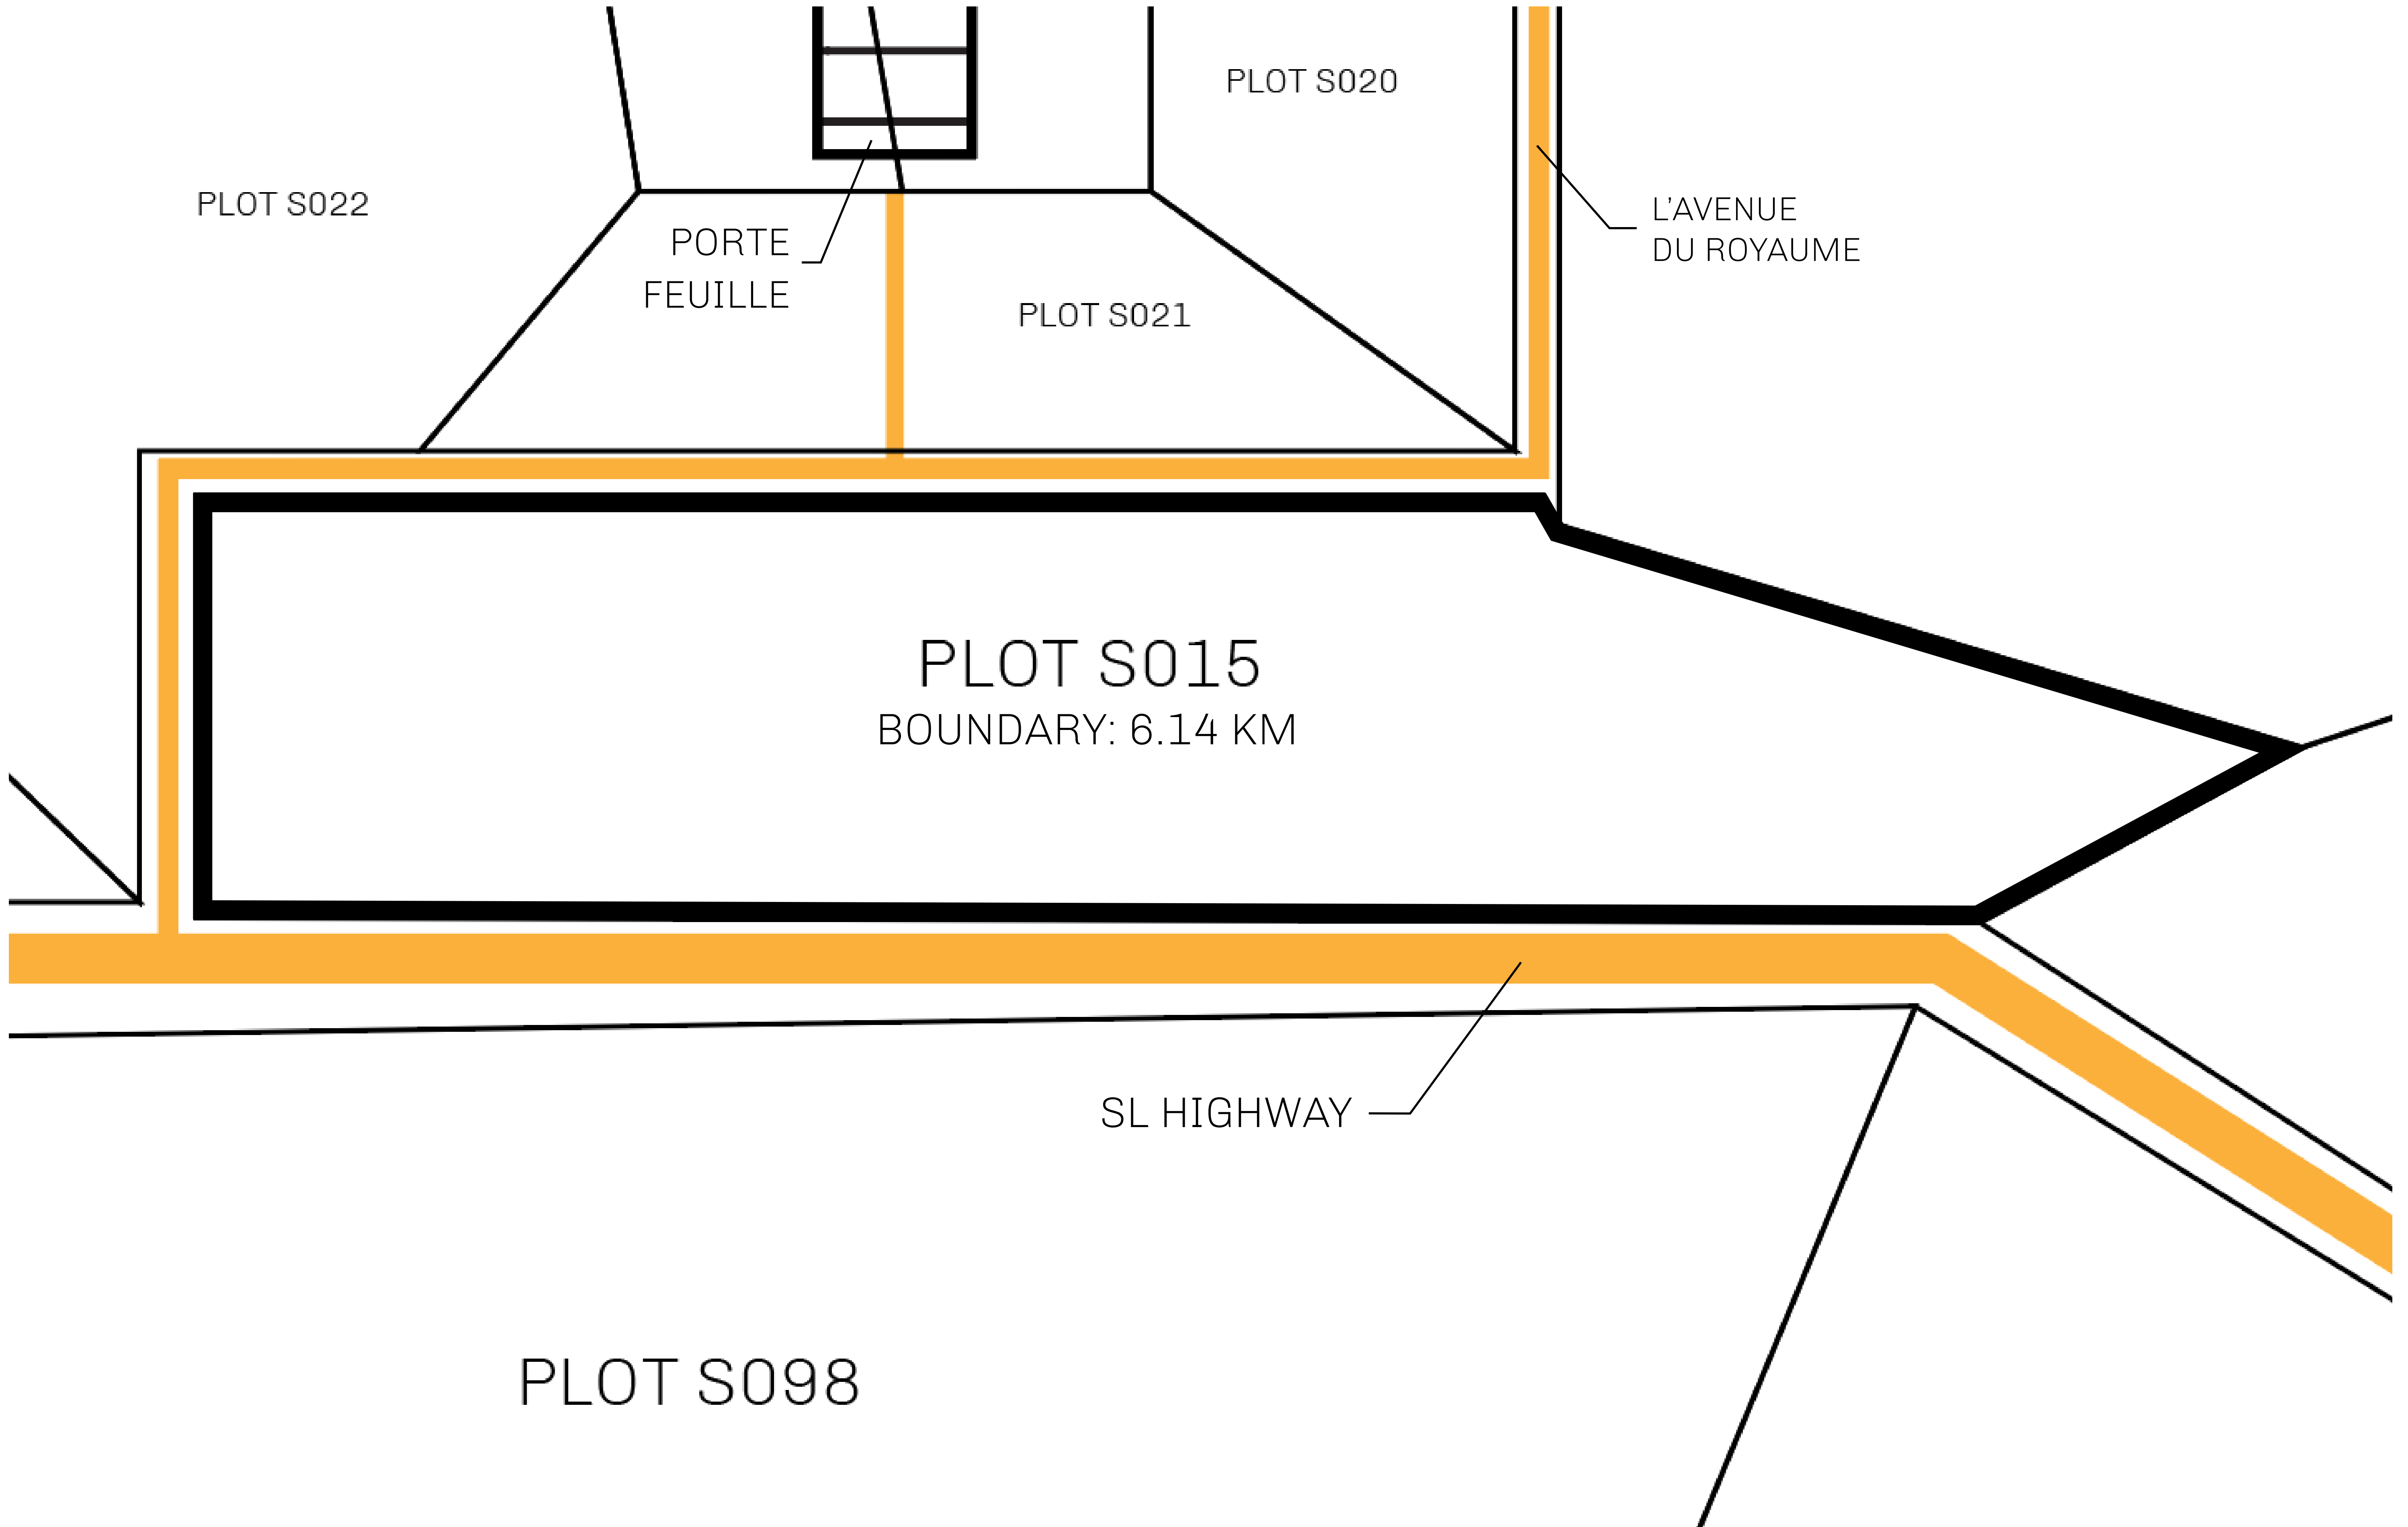 PLOT S020
PLOT S022
L'AVENUE
DU ROYAUME
PORTE
FEUILLE
PLOT S021
PLOT S015
BOUNDARY: 6.14 KM
SL HIGHWAY
PLOT S098